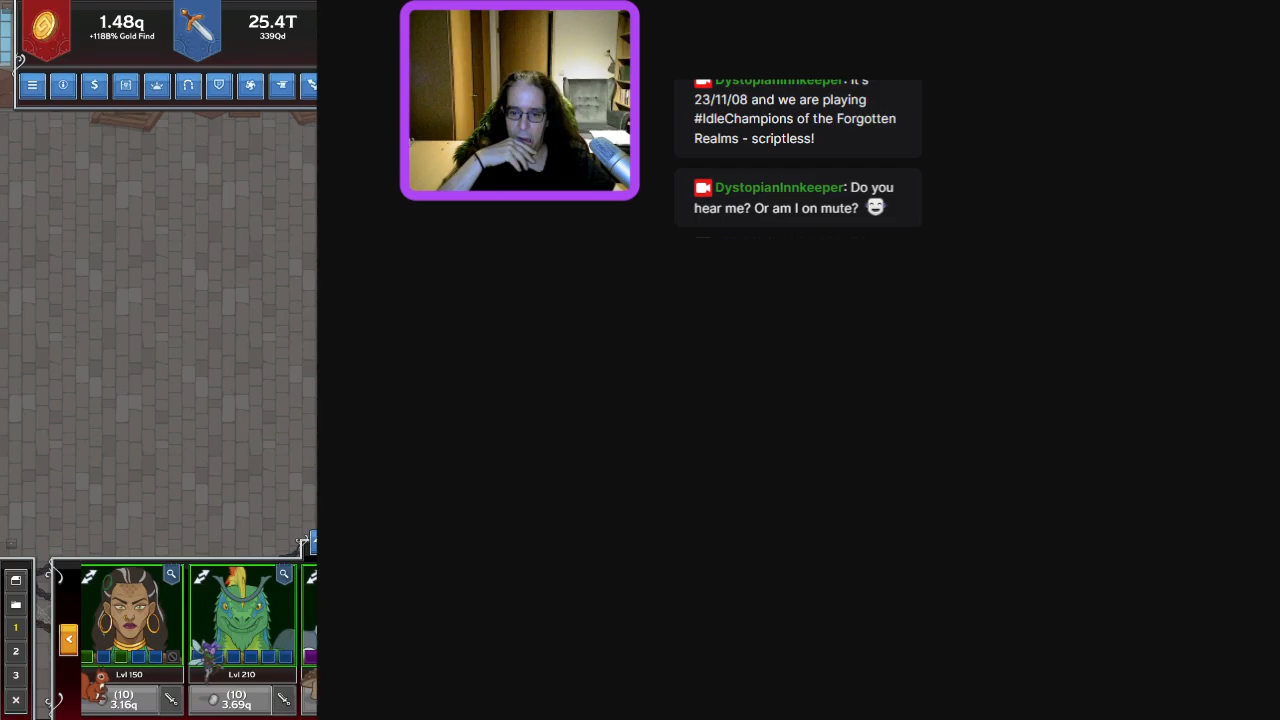 1.48q
+1188% Gold Find
25.4T
339Qd
DystopianInnkeeper: It's
23/11/08 and we are playing
#IdleChampions of the Forgotten
Realms - scriptless!
DystopianInnkeeper: Do you
hear me? Or am I on mute?
1
2
3
X
Lvl 150
(10)
3.16q
Lvl 210
(10)
3.69q